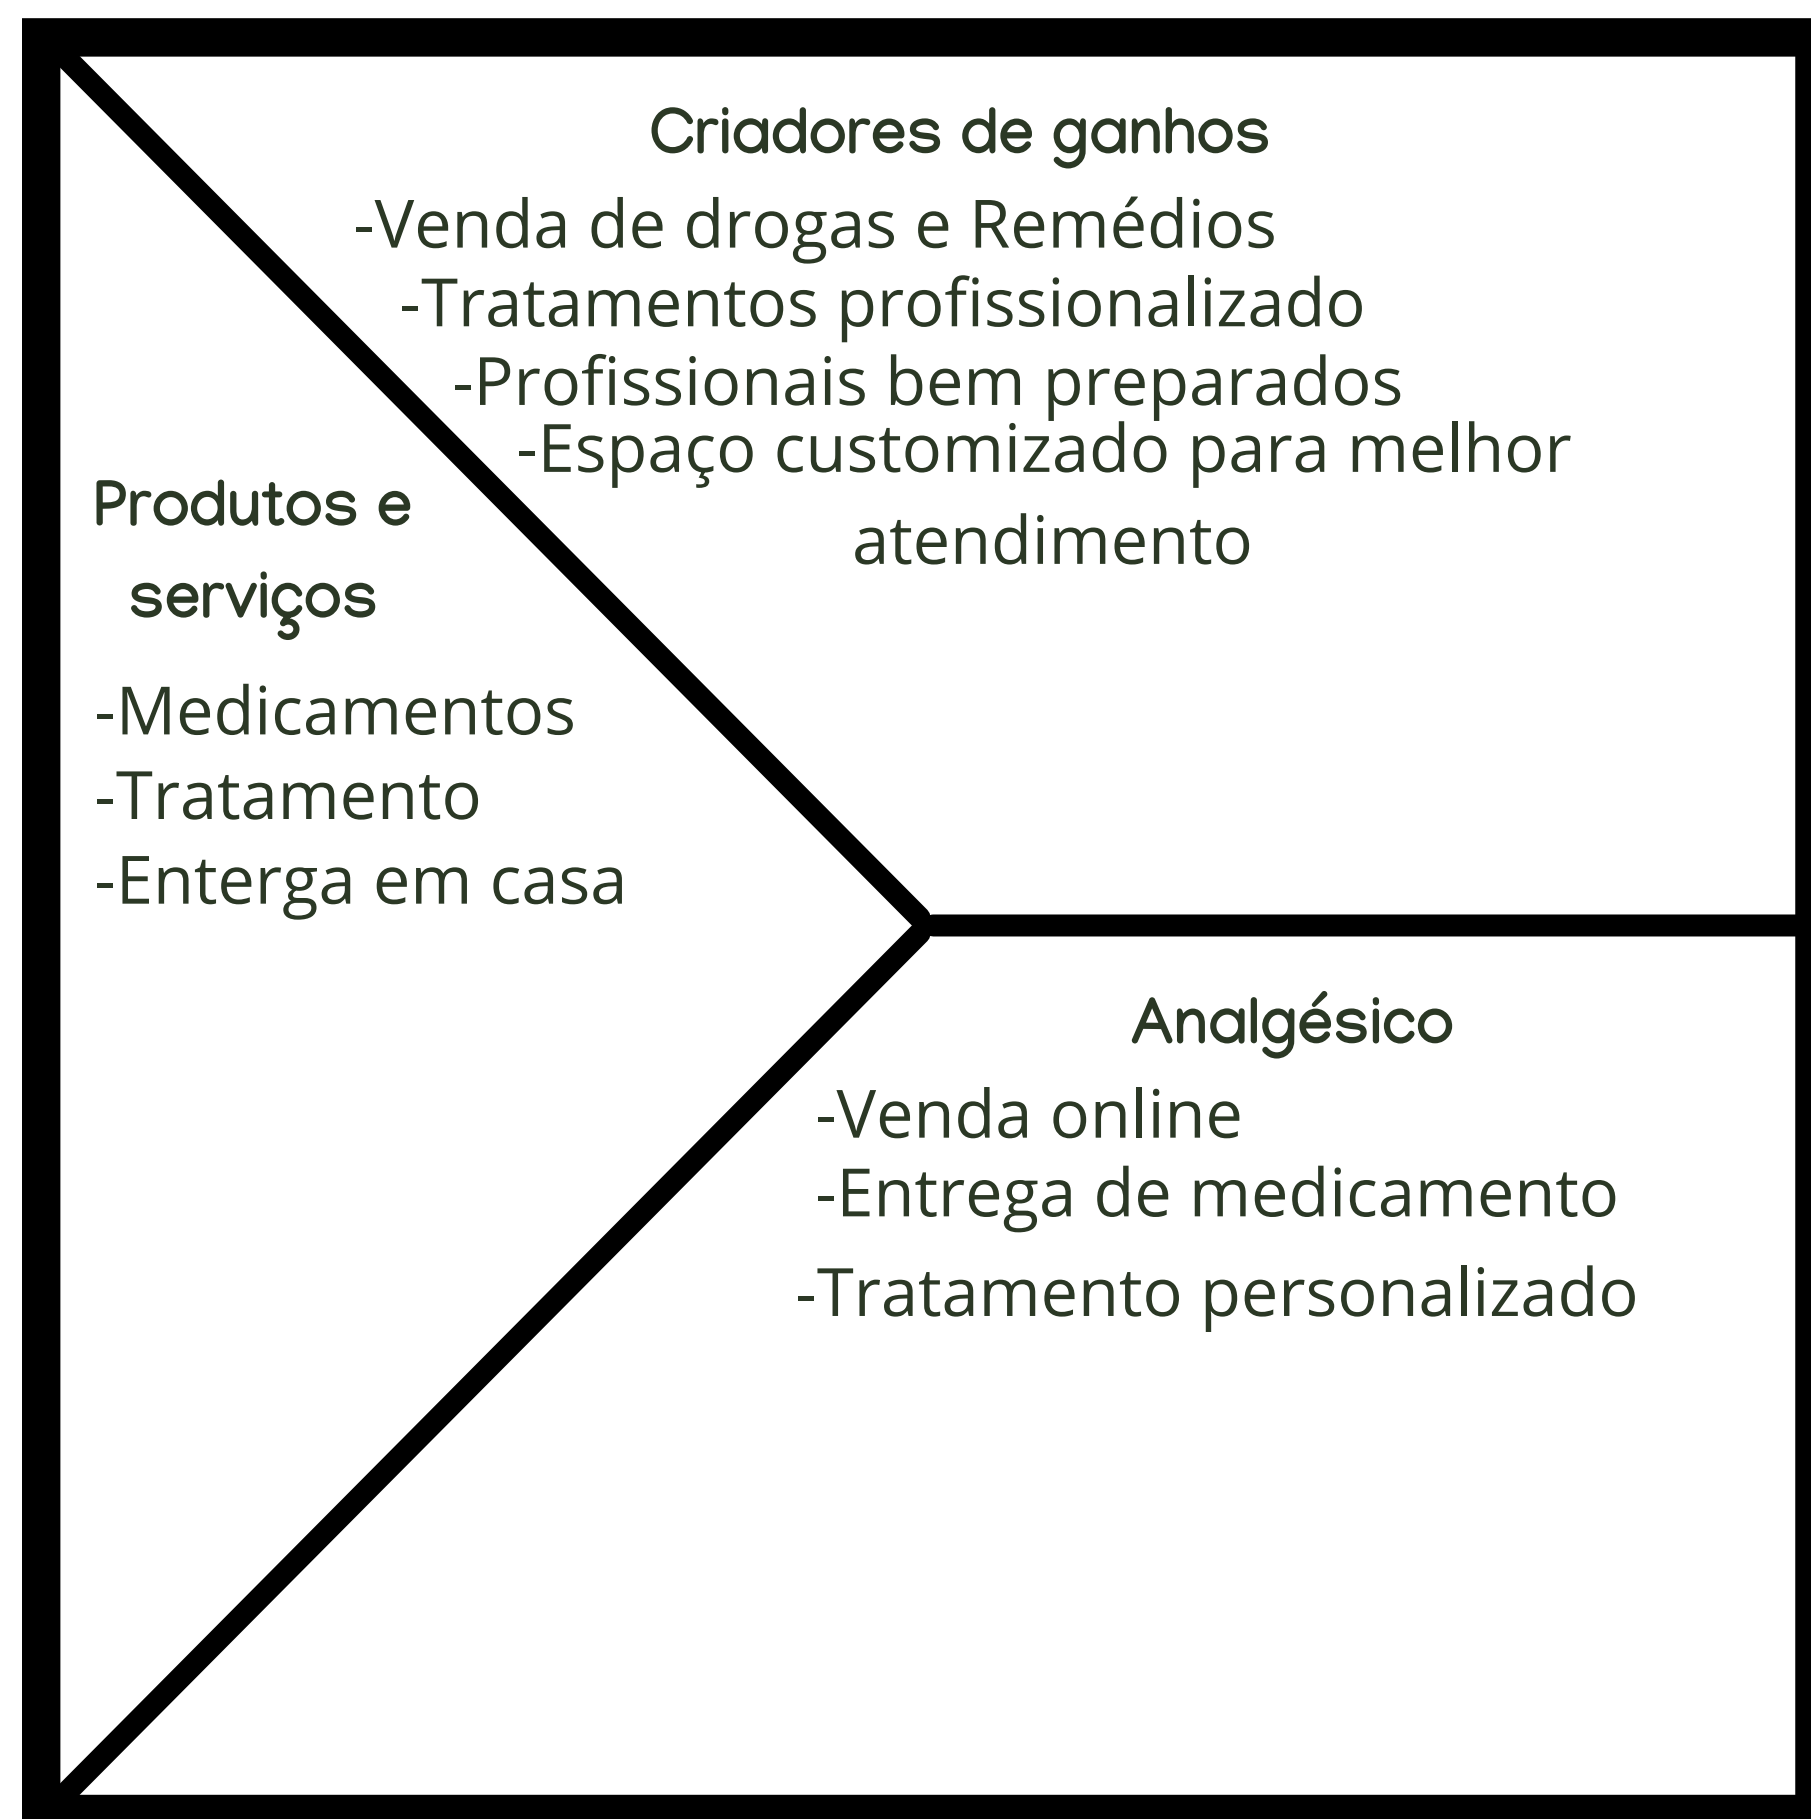 Criadores de ganhos
-Venda de drogas e Remédios
-Tratamentos profissionalizado
-Profissionais bem preparados
-Espaço customizado para melhor
atendimento
Produtos e
serviços
-Medicamentos
-Tratamento
-Enterga em casa
Analgésico
-Venda online
-Entrega de medicamento
-Tratamento personalizado